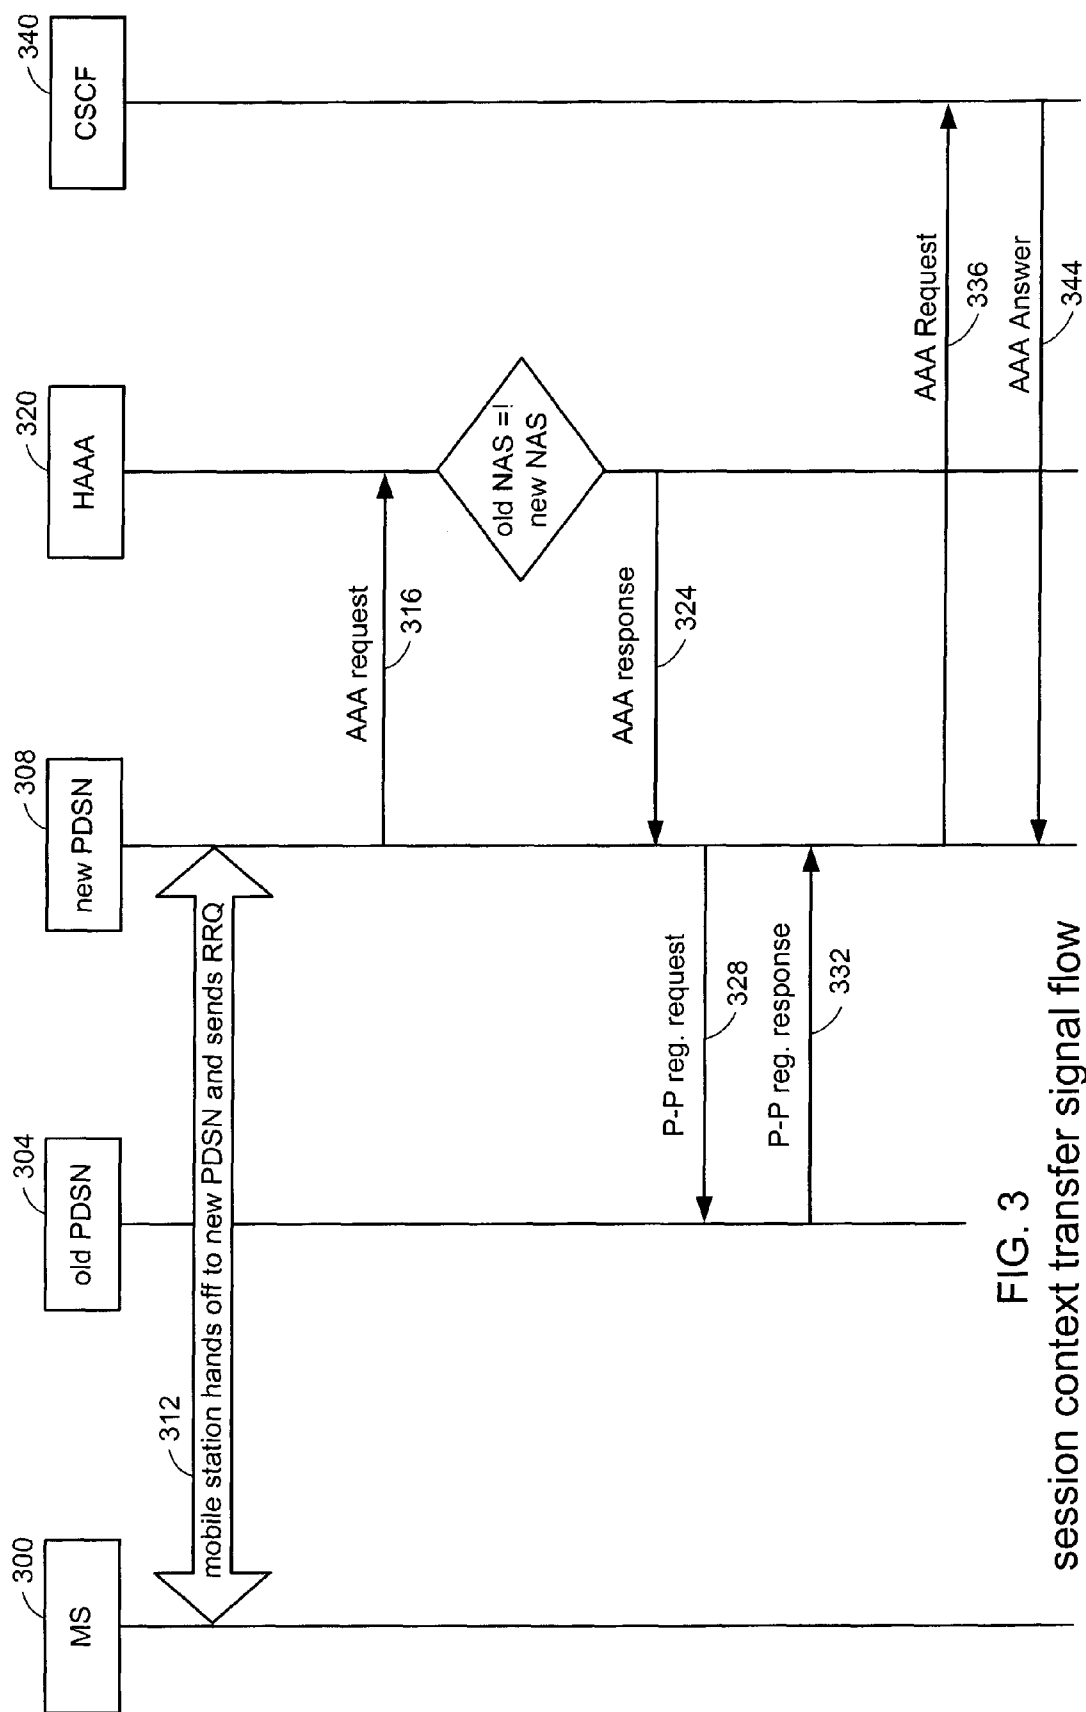 300
MS
304
old PDSN
308
new PDSN
320
HAAA
340
CSCF
312
mobile station hands off to new PDSN and sends RRQ
AAA request
316
old NAS =!
new NAS
AAA response
324
P-P reg. request
328
P-P reg. response
332
AAA Request
336
AAA Answer
344
FIG. 3
session context transfer signal flow